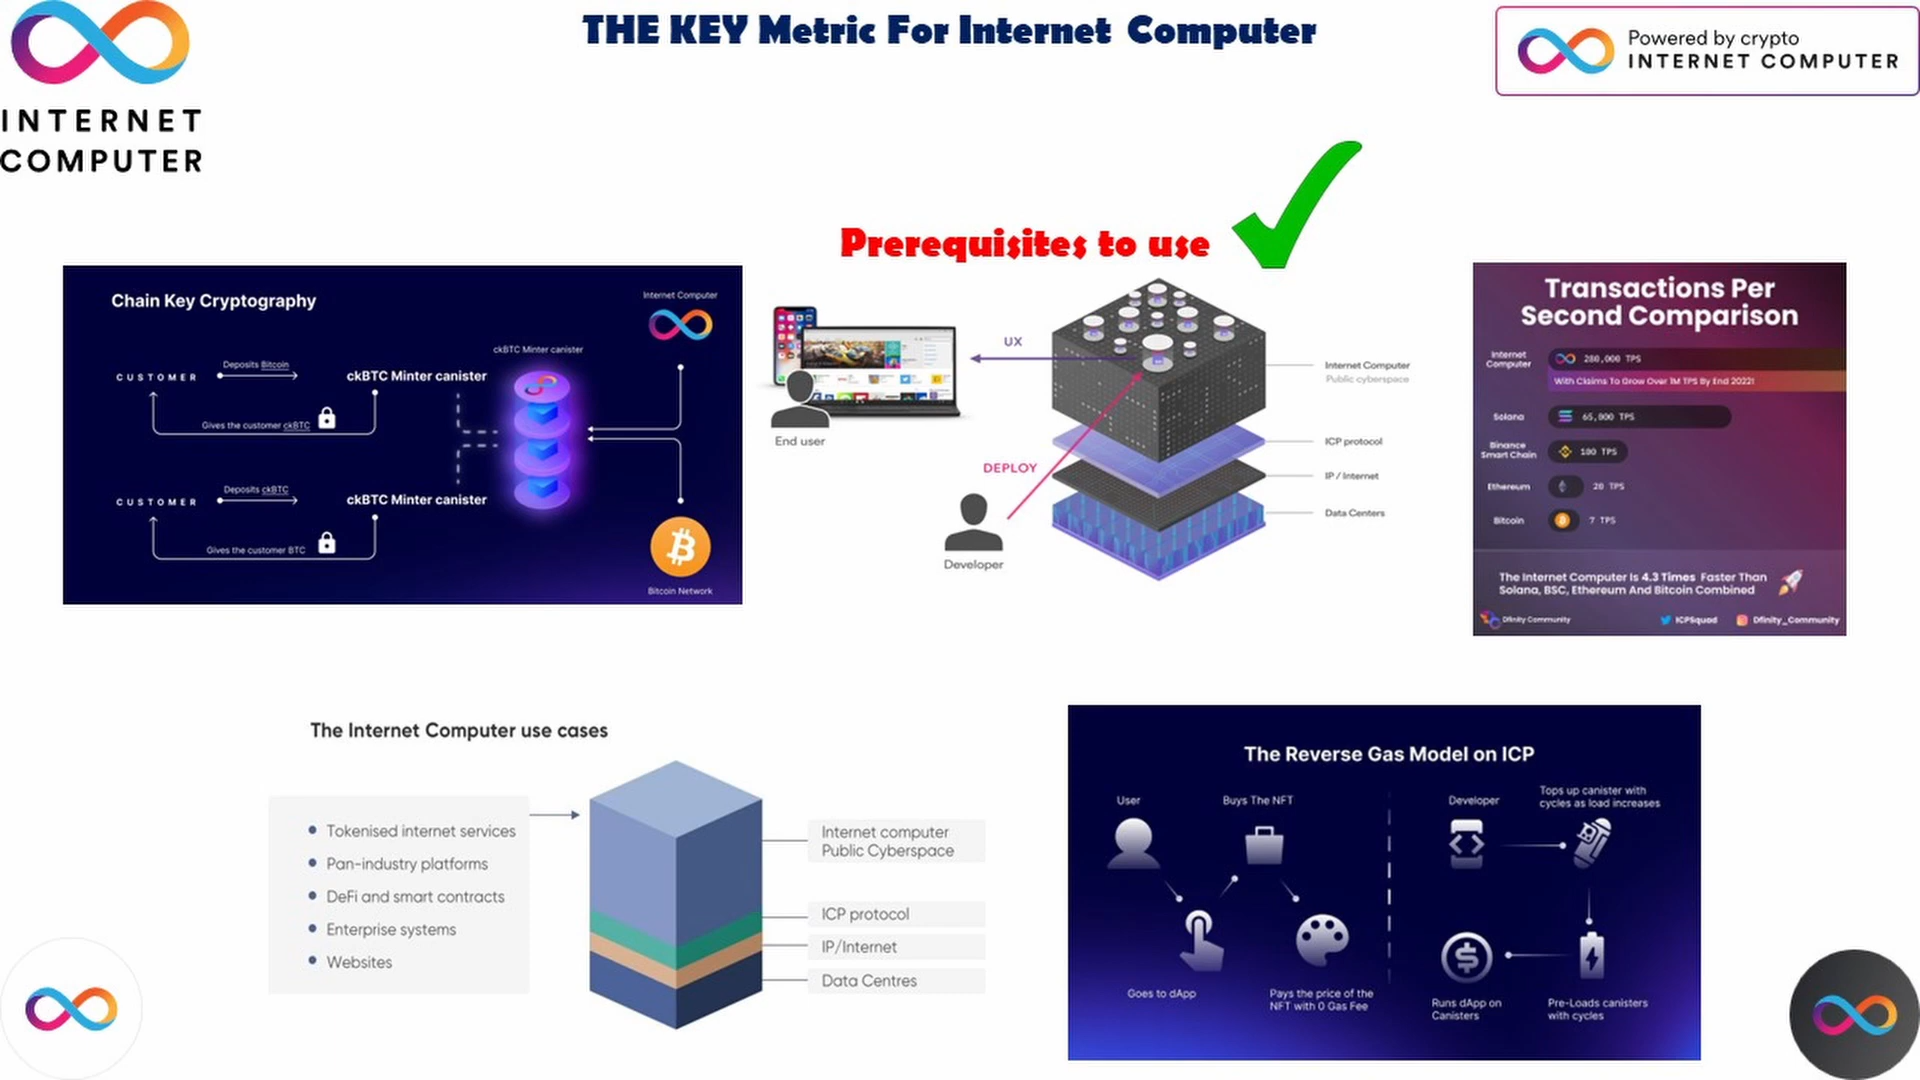 THE KEY Metric For Internet Computer
INTERNET
COMPUTER
Powered by crypto
INTERNET COMPUTER
Prerequisites to use
Chain Key Cryptography
Internet Computer
ckBTC Minter canister
Deposits Bitcoin
CUSTOMER
ckBTC Minter canister
Gives the customer ckBTC
Deposits ckBTC
CUSTOMER
ckBTC Minter canister
Gives the customer BTC
Bitcoin Network
UX
End user
DEPLOY
Developer
Internet Computer
Public cyberspace
ICP protocol
IP / Internet
Data Centers
Transactions Per
Second Comparison
Internet
Computer
280,000 TPS
With Claims To Grow Over 1M TPS By End 2022!
Solana
65,000 TPS
Binance
Smart Chain
100 TPS
Ethereum
20 TPS
Bitcoin
7 TPS
The Internet Computer Is 4.3 Times Faster Than
Solana, BSC, Ethereum And Bitcoin Combined
Dfinity Community
ICPSquad
Dfinity_Community
The Internet Computer use cases
Tokenised internet services
Pan-industry platforms
DeFi and smart contracts
Enterprise systems
Websites
Internet computer
Public Cyberspace
ICP protocol
IP/Internet
Data Centres
The Reverse Gas Model on ICP
User
Buys The NFT
Goes to dApp
Pays the price of the
NFT with 0 Gas Fee
Developer
Tops up canister with
cycles as load increases
Runs dApp on
Canisters
Pre-Loads canisters
with cycles